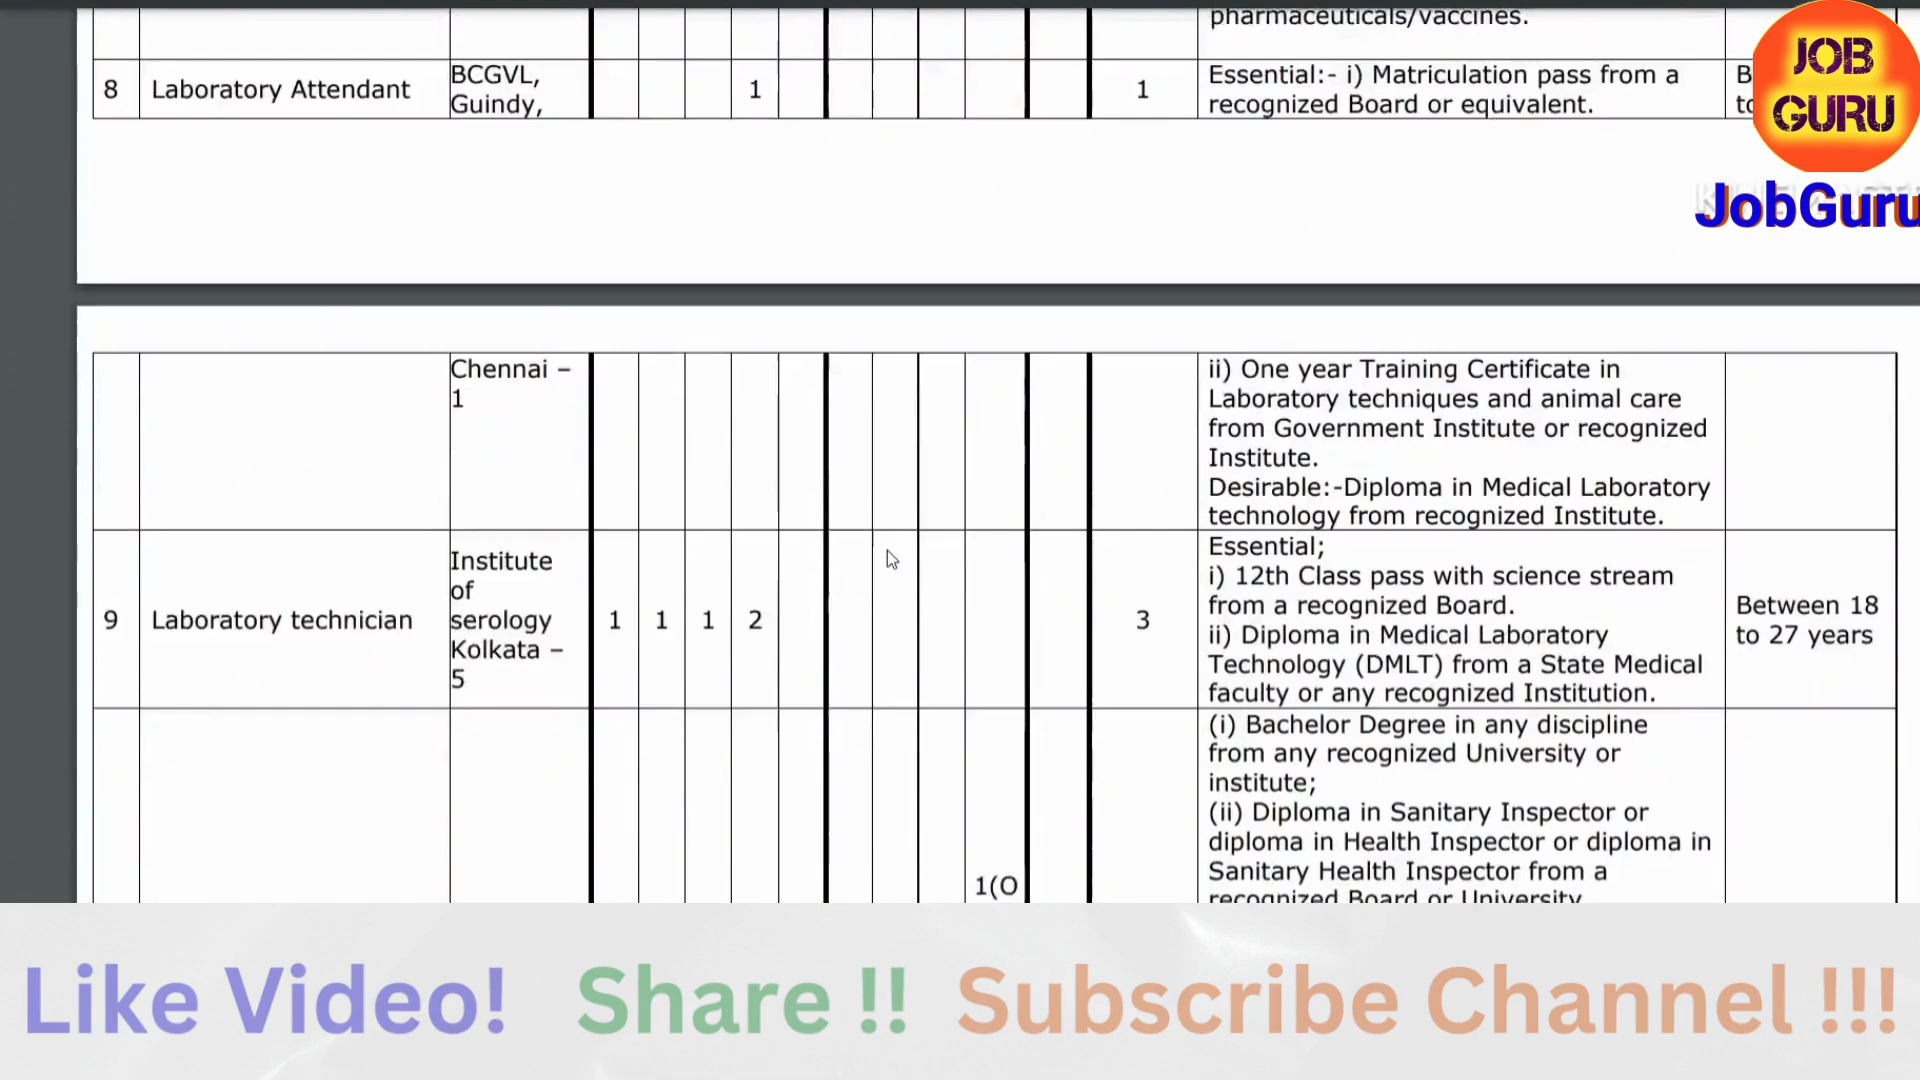 pharmaceuticals/vaccines.
8 Laboratory Attendant BCGVL, 1 1 Essential:- i) Matriculation pass from a B
Guindy, recognized Board or equivalent. to
JOB
GURU
JobGuru
Chennai – ii) One year Training Certificate in
1 Laboratory techniques and animal care
from Government Institute or recognized
Institute.
Desirable:-Diploma in Medical Laboratory
technology from recognized Institute.
Essential;
Institute i) 12th Class pass with science stream
of from a recognized Board. Between 18
9 Laboratory technician serology 1 1 1 2 3 ii) Diploma in Medical Laboratory to 27 years
Kolkata – Technology (DMLT) from a State Medical
5 faculty or any recognized Institution.
(i) Bachelor Degree in any discipline
from any recognized University or
institute;
(ii) Diploma in Sanitary Inspector or
diploma in Health Inspector or diploma in
1(O Sanitary Health Inspector from a
recognized Board or University
Like Video! Share !! Subscribe Channel !!!